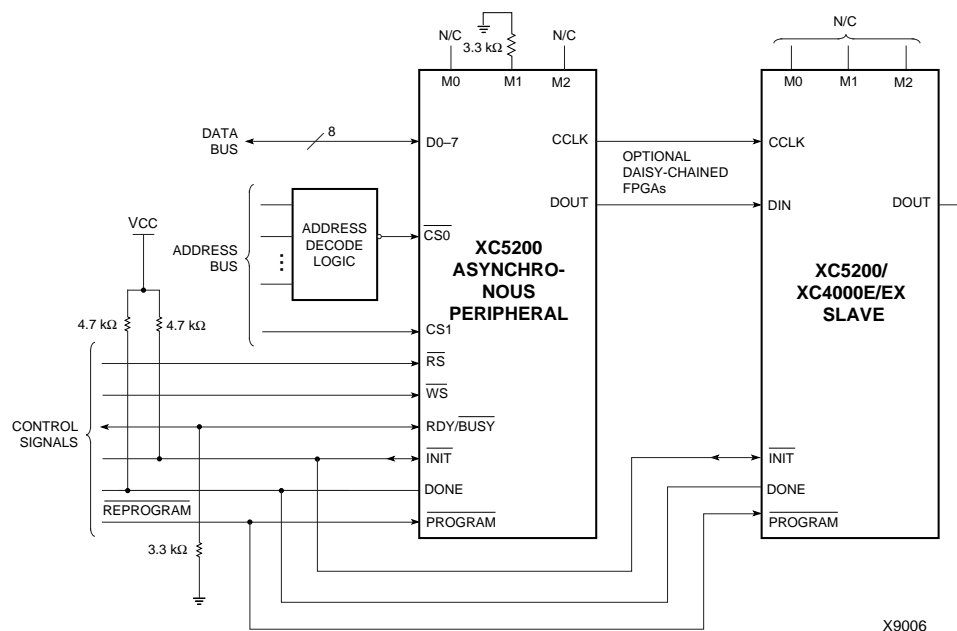 N/C
3.3 kΩ
N/C
N/C
M0
M1
M2
M0
M1
M2
DATA
BUS
8
D0–7
CCLK
OPTIONAL
DAISY-CHAINED
FPGAs
CCLK
DOUT
DIN
DOUT
VCC
ADDRESS
BUS
ADDRESS
DECODE
LOGIC
CS0
XC5200
ASYNCHRO-
NOUS
PERIPHERAL
XC5200/
XC4000E/EX
SLAVE
4.7 kΩ
4.7 kΩ
CS1
RS
WS
CONTROL
SIGNALS
RDY/BUSY
INIT
INIT
DONE
DONE
REPROGRAM
PROGRAM
PROGRAM
3.3 kΩ
X9006